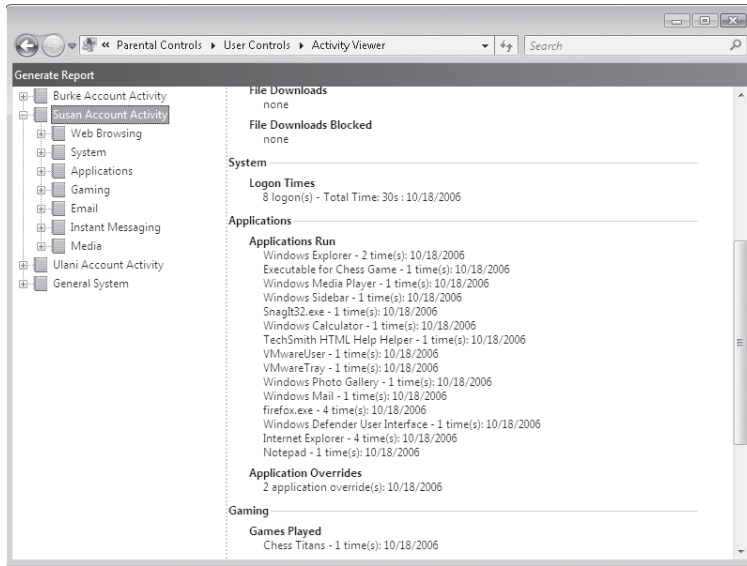 « Parental Controls ▸ User Controls ▸ Activity Viewer
Search
Generate Report
Burke Account Activity
Susan Account Activity
Web Browsing
System
Applications
Gaming
Email
Instant Messaging
Media
Ulani Account Activity
General System
File Downloads
none
File Downloads Blocked
none
System
Logon Times
8 logon(s) - Total Time: 30s : 10/18/2006
Applications
Applications Run
Windows Explorer - 2 time(s): 10/18/2006
Executable for Chess Game - 1 time(s): 10/18/2006
Windows Media Player - 1 time(s): 10/18/2006
Windows Sidebar - 1 time(s): 10/18/2006
SnagIt32.exe - 1 time(s): 10/18/2006
Windows Calculator - 1 time(s): 10/18/2006
TechSmith HTML Help Helper - 1 time(s): 10/18/2006
VMwareUser - 1 time(s): 10/18/2006
VMwareTray - 1 time(s): 10/18/2006
Windows Photo Gallery - 1 time(s): 10/18/2006
Windows Mail - 1 time(s): 10/18/2006
firefox.exe - 4 time(s): 10/18/2006
Windows Defender User Interface - 1 time(s): 10/18/2006
Internet Explorer - 4 time(s): 10/18/2006
Notepad - 1 time(s): 10/18/2006
Application Overrides
2 application override(s): 10/18/2006
Gaming
Games Played
Chess Titans - 1 time(s): 10/18/2006